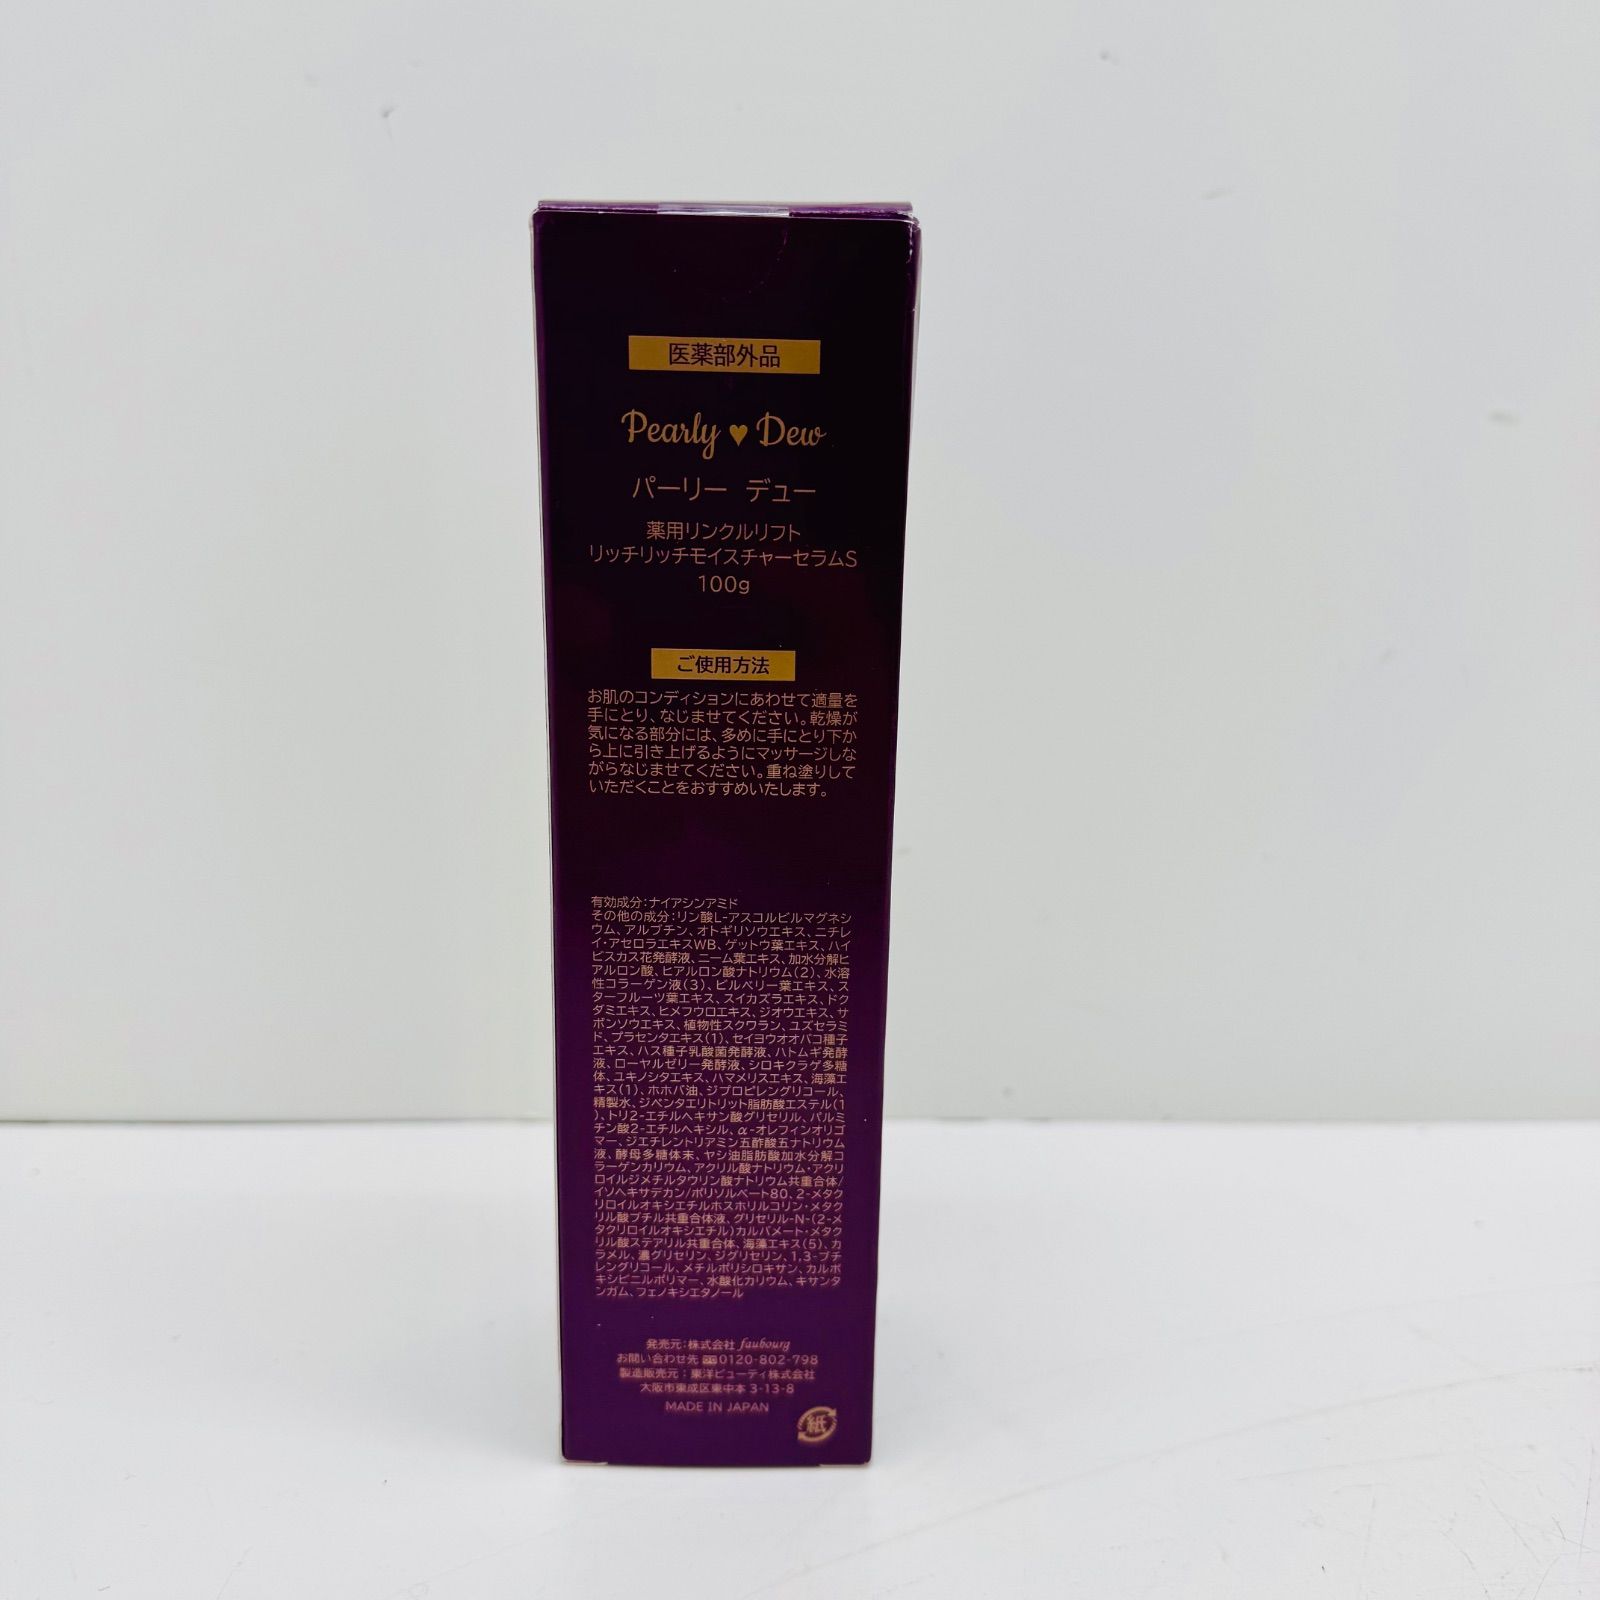 医薬部外品
Pearly ♥ Dew
パーリー デュー
薬用リンクルリフト
リッチリッチモイスチャーセラムS
100g
ご使用方法
お肌のコンディションにあわせて適量を
手にとり、なじませてください。乾燥が
気になる部分には、多めに手にとり下か
ら上に引き上げるようにマッサージしな
がらなじませてください。重ね塗りして
いただくことをおすすめいたします。
有効成分:ナイアシンアミド
その他の成分:リン酸L-アスコルビルマグネシ
ウム、アルブチン、オトギリソウエキス、ニチレ
イ・アセロラエキスWB、ゲットウ葉エキス、ハイ
ビスカス花発酵液、ニーム葉エキス、加水分解ヒ
アルロン酸、ヒアルロン酸ナトリウム(2)、水溶
性コラーゲン液(3)、ビルベリー葉エキス、ス
ターフルーツ葉エキス、スイカズラエキス、ドク
ダミエキス、ヒメフウロエキス、ジオウエキス、サ
ボンソウエキス、植物性スクワラン、ユズセラミ
ド、プラセンタエキス(1)、セイヨウオオバコ種子
エキス、ハス種子乳酸菌発酵液、ハトムギ発酵
液、ローヤルゼリー発酵液、シロキクラゲ多糖
体、ユキノシタエキス、ハマメリスエキス、海藻エ
キス(1)、ホホバ油、ジプロピレングリコール、
精製水、ジペンタエリトリット脂肪酸エステル(1
)、トリ2-エチルヘキサン酸グリセリル、パルミ
チン酸2-エチルヘキシル、α-オレフィンオリゴ
マー、ジエチレントリアミン五酢酸五ナトリウム
液、酵母多糖体末、ヤシ油脂肪酸加水分解コ
ラーゲンカリウム、アクリル酸ナトリウム・アクリ
ロイルジメチルタウリン酸ナトリウム共重合体/
イソヘキサデカン/ポリソルベート80、2-メタク
リロイルオキシエチルホスホリルコリン・メタク
リル酸ブチル共重合体液、グリセリル-N-(2-メ
タクリロイルオキシエチル)カルバメート・メタク
リル酸ステアリル共重合体、海藻エキス(5)、カ
ラメル、濃グリセリン、ジグリセリン、1,3-ブチ
レングリコール、メチルポリシロキサン、カルボ
キシビニルポリマー、水酸化カリウム、キサンタ
ンガム、フェノキシエタノール
発売元:株式会社 faubourg
お問い合わせ先 0120-802-798
製造販売元:東洋ビューティ株式会社
大阪市東成区東中本3-13-8
MADE IN JAPAN
紙